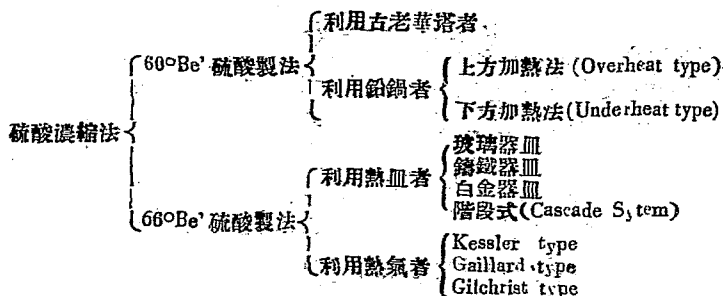 硫酸濃縮法
60°Be' 硫酸製法
利用古老華塔者
利用鉛鍋者
上方加熱法 (Overheat type)
下方加熱法 (Underheat type)
66°Be' 硫酸製法
利用熱皿者
玻璃器皿
鑄鐵器皿
白金器皿
階段式 (Cascade System)
利用熱氣者
Kessler type
Gaillard type
Gilchrist type